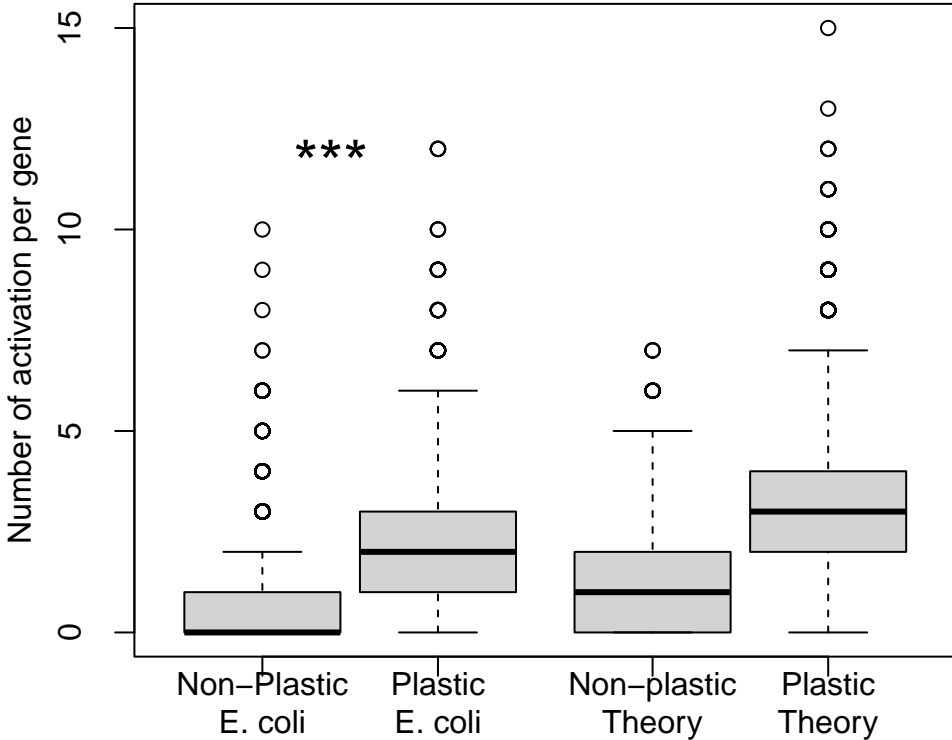 15
10
5
0
Number of activation per gene
***
Non−Plastic
E. coli
Plastic
E. coli
Non−plastic
Theory
Plastic
Theory